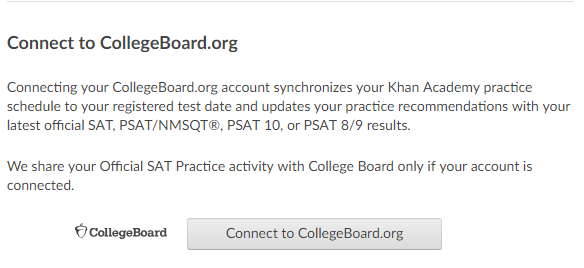 Connect to CollegeBoard.org
Connecting your CollegeBoard.org account synchronizes your Khan Academy practice
schedule to your registered test date and updates your practice recommendations with your
latest official SAT, PSAT/NMSQT®, PSAT 10, or PSAT 8/9 results.
We share your Official SAT Practice activity with College Board only if your account is
connected.
CollegeBoard
Connect to CollegeBoard.org